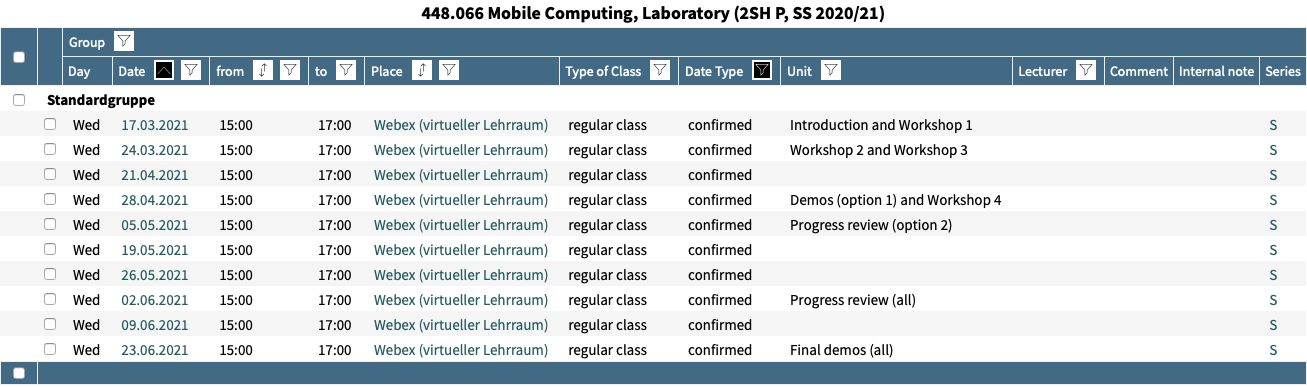 448.066 Mobile Computing, Laboratory (2SH P, SS 2020/21)
Group
Day Date from to Place Type of Class Date Type Unit Lecturer Comment Internal note Series
Standardgruppe
Wed 17.03.2021 15:00 17:00 Webex (virtueller Lehrraum) regular class confirmed Introduction and Workshop 1 S
Wed 24.03.2021 15:00 17:00 Webex (virtueller Lehrraum) regular class confirmed Workshop 2 and Workshop 3 S
Wed 21.04.2021 15:00 17:00 Webex (virtueller Lehrraum) regular class confirmed S
Wed 28.04.2021 15:00 17:00 Webex (virtueller Lehrraum) regular class confirmed Demos (option 1) and Workshop 4 S
Wed 05.05.2021 15:00 17:00 Webex (virtueller Lehrraum) regular class confirmed Progress review (option 2) S
Wed 19.05.2021 15:00 17:00 Webex (virtueller Lehrraum) regular class confirmed S
Wed 26.05.2021 15:00 17:00 Webex (virtueller Lehrraum) regular class confirmed S
Wed 02.06.2021 15:00 17:00 Webex (virtueller Lehrraum) regular class confirmed Progress review (all) S
Wed 09.06.2021 15:00 17:00 Webex (virtueller Lehrraum) regular class confirmed S
Wed 23.06.2021 15:00 17:00 Webex (virtueller Lehrraum) regular class confirmed Final demos (all) S